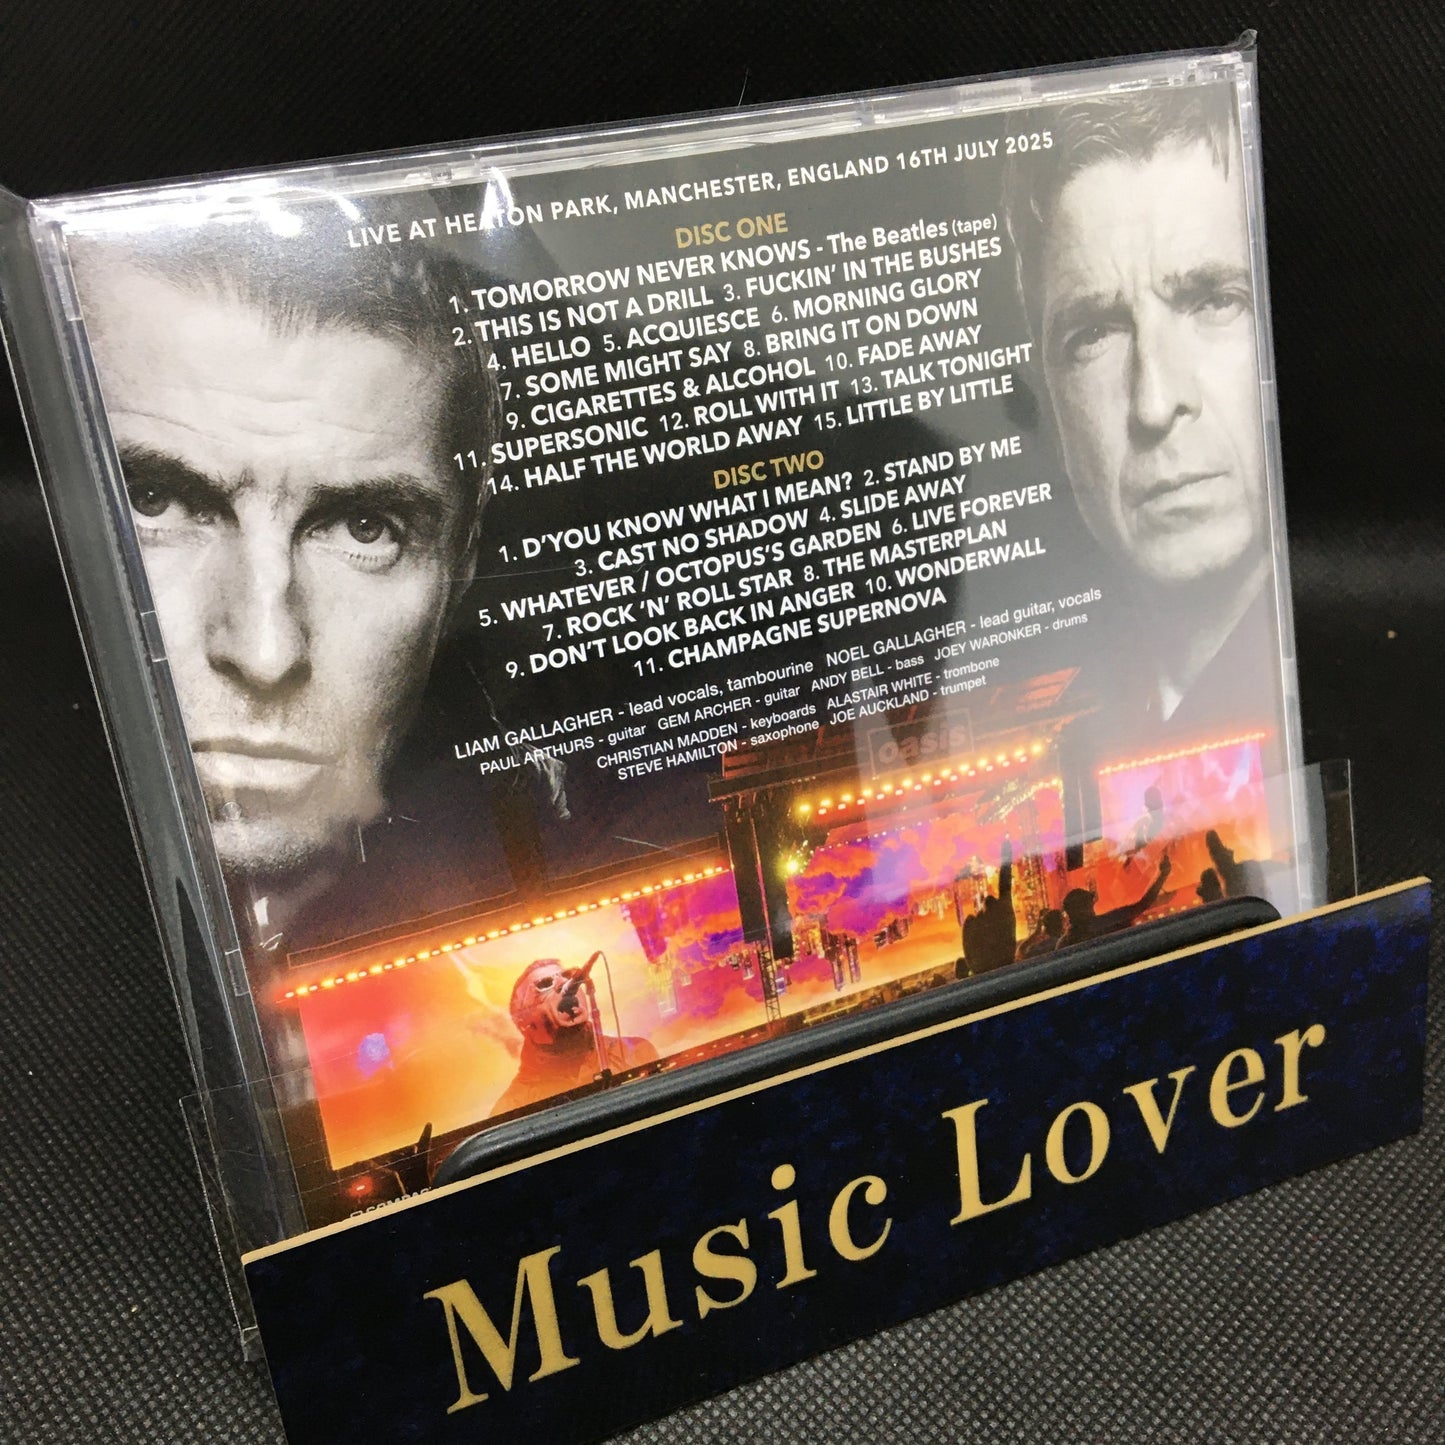 LIVE AT HEATON PARK, MANCHESTER, ENGLAND 16TH JULY 2025
DISC ONE
1. TOMORROW NEVER KNOWS - The Beatles (tape)
2. THIS IS NOT A DRILL 3. FUCKIN' IN THE BUSHES
4. HELLO 5. ACQUIESCE 6. MORNING GLORY
7. SOME MIGHT SAY 8. BRING IT ON DOWN
9. CIGARETTES & ALCOHOL 10. FADE AWAY
11. SUPERSONIC 12. ROLL WITH IT 13. TALK TONIGHT
14. HALF THE WORLD AWAY 15. LITTLE BY LITTLE
DISC TWO
1. D'YOU KNOW WHAT I MEAN? 2. STAND BY ME
3. CAST NO SHADOW 4. SLIDE AWAY
5. WHATEVER / OCTOPUS'S GARDEN 6. LIVE FOREVER
7. ROCK 'N' ROLL STAR 8. THE MASTERPLAN
9. DON'T LOOK BACK IN ANGER 10. WONDERWALL
11. CHAMPAGNE SUPERNOVA
LIAM GALLAGHER - lead vocals, tambourine NOEL GALLAGHER - lead guitar, vocals
PAUL ARTHURS - guitar GEM ARCHER - guitar ANDY BELL - bass JOEY WARONKER - drums
CHRISTIAN MADDEN - keyboards ALASTAIR WHITE - trombone
STEVE HAMILTON - saxophone JOE AUCKLAND - trumpet
oasis
Music Lover